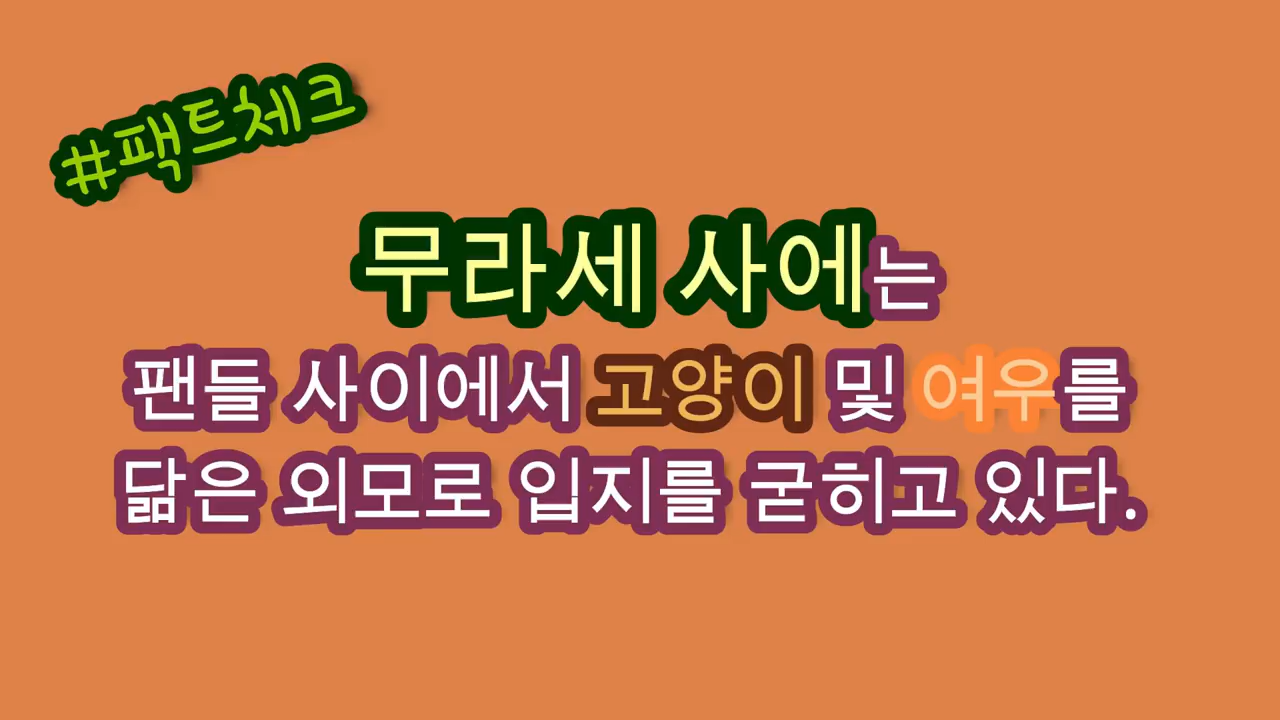 #팩트체크
무라세 사에는
팬들 사이에서 고양이 및 여우를
닮은 외모로 입지를 굳히고 있다.